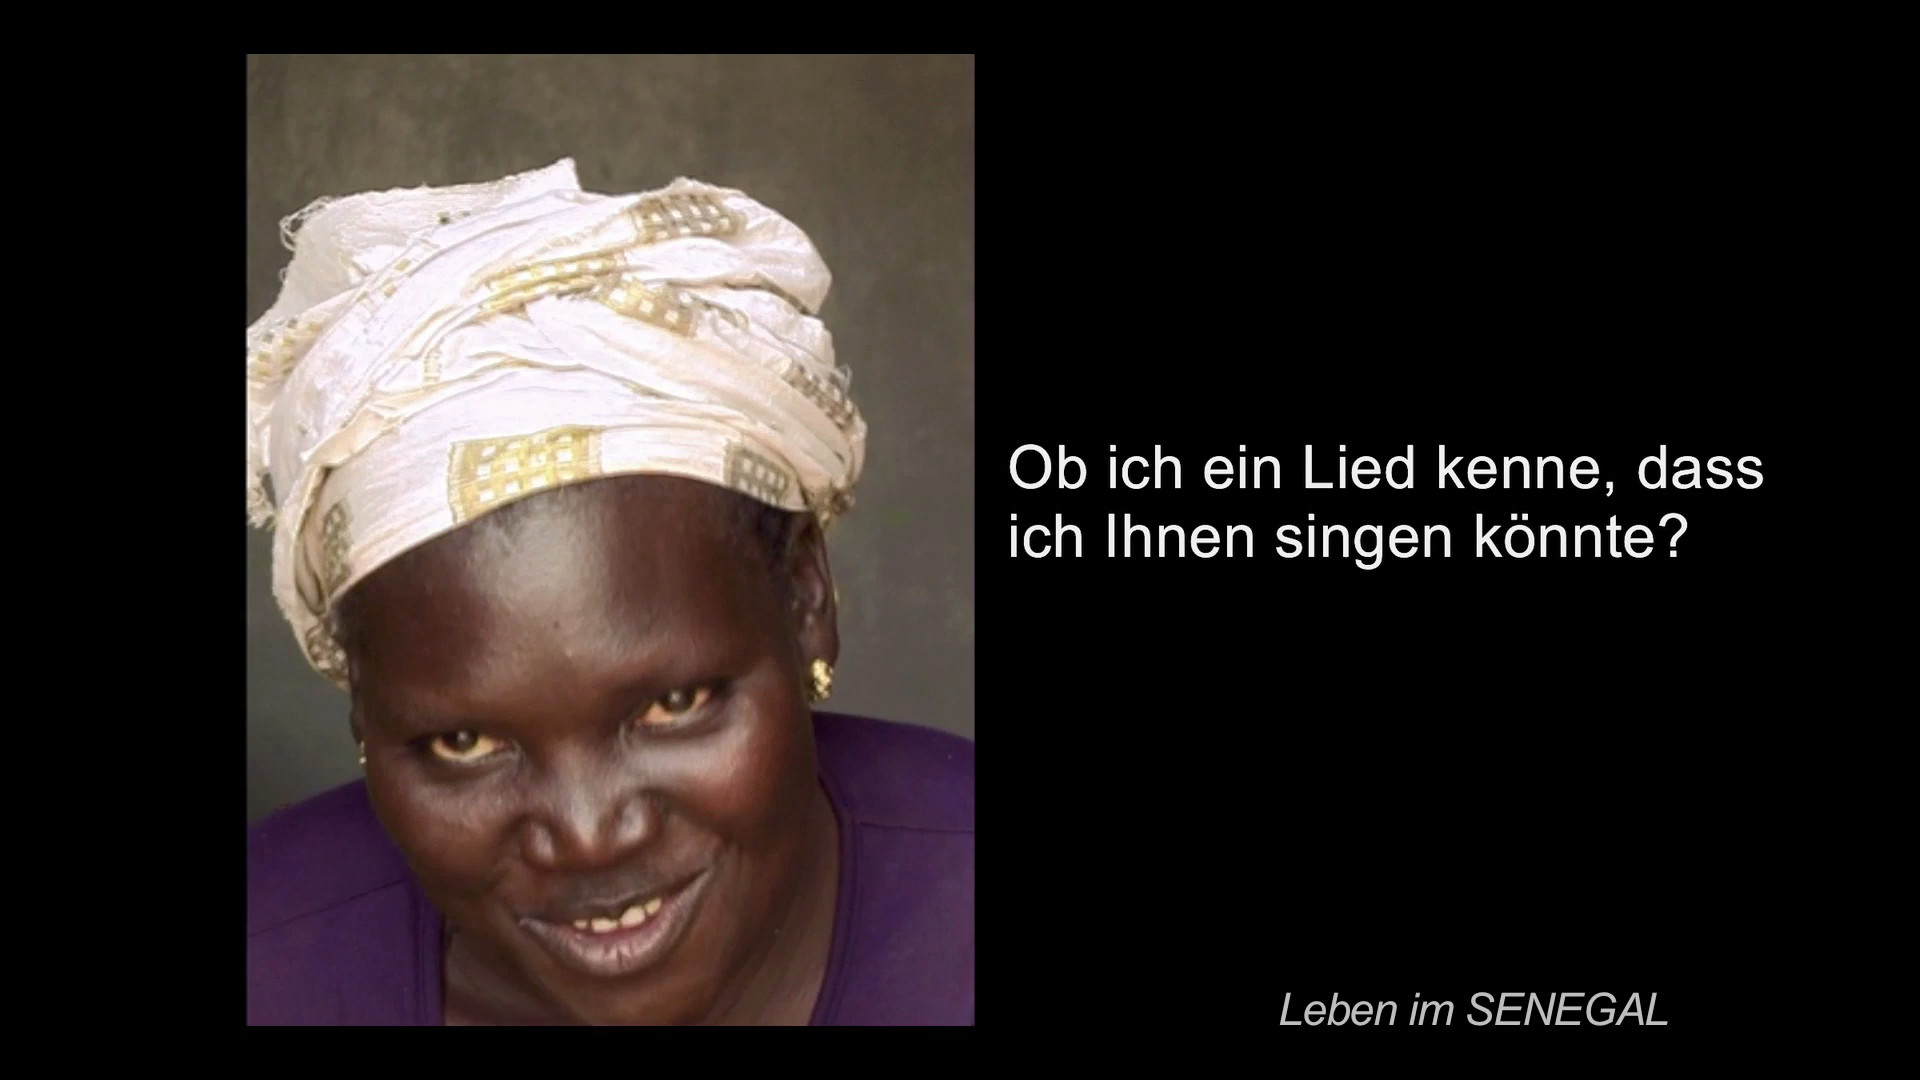 Ob ich ein Lied kenne, dass
ich Ihnen singen könnte?
Leben im SENEGAL